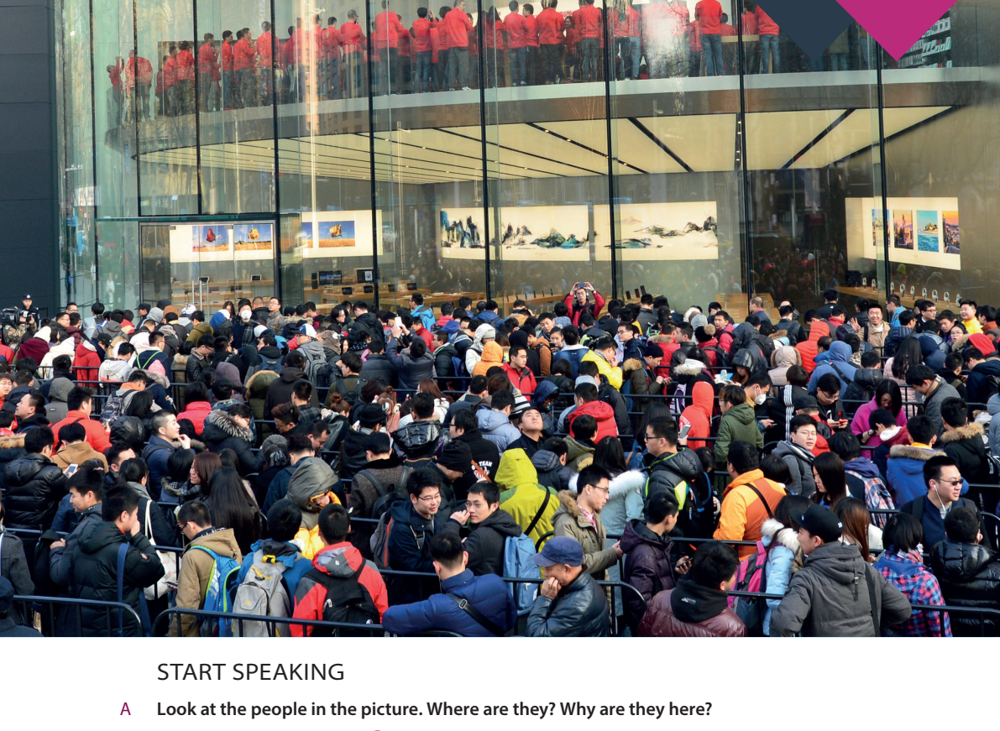 START SPEAKING
A Look at the people in the picture. Where are they? Why are they here?